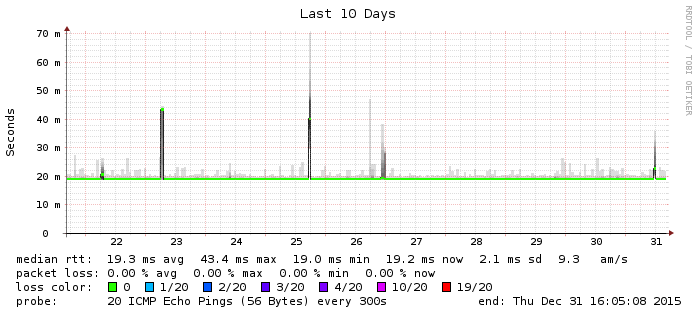 Last 10 Days
RRDTOOL / TOBI OETIKER
Seconds
70 m
60 m
50 m
40 m
30 m
20 m
10 m
0
22 23 24 25 26 27 28 29 30 31
median rtt: 19.3 ms avg 43.4 ms max 19.0 ms min 19.2 ms now 2.1 ms sd 9.3 am/s
packet loss: 0.00 % avg 0.00 % max 0.00 % min 0.00 % now
loss color: 0 1/20 2/20 3/20 4/20 10/20 19/20
probe: 20 ICMP Echo Pings (56 Bytes) every 300s end: Thu Dec 31 16:05:08 2015